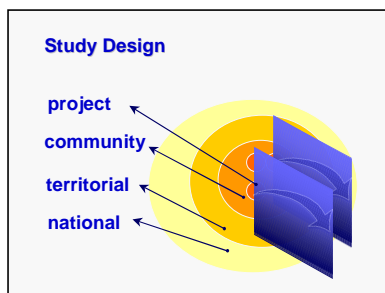 Study Design
project
community
territorial
national